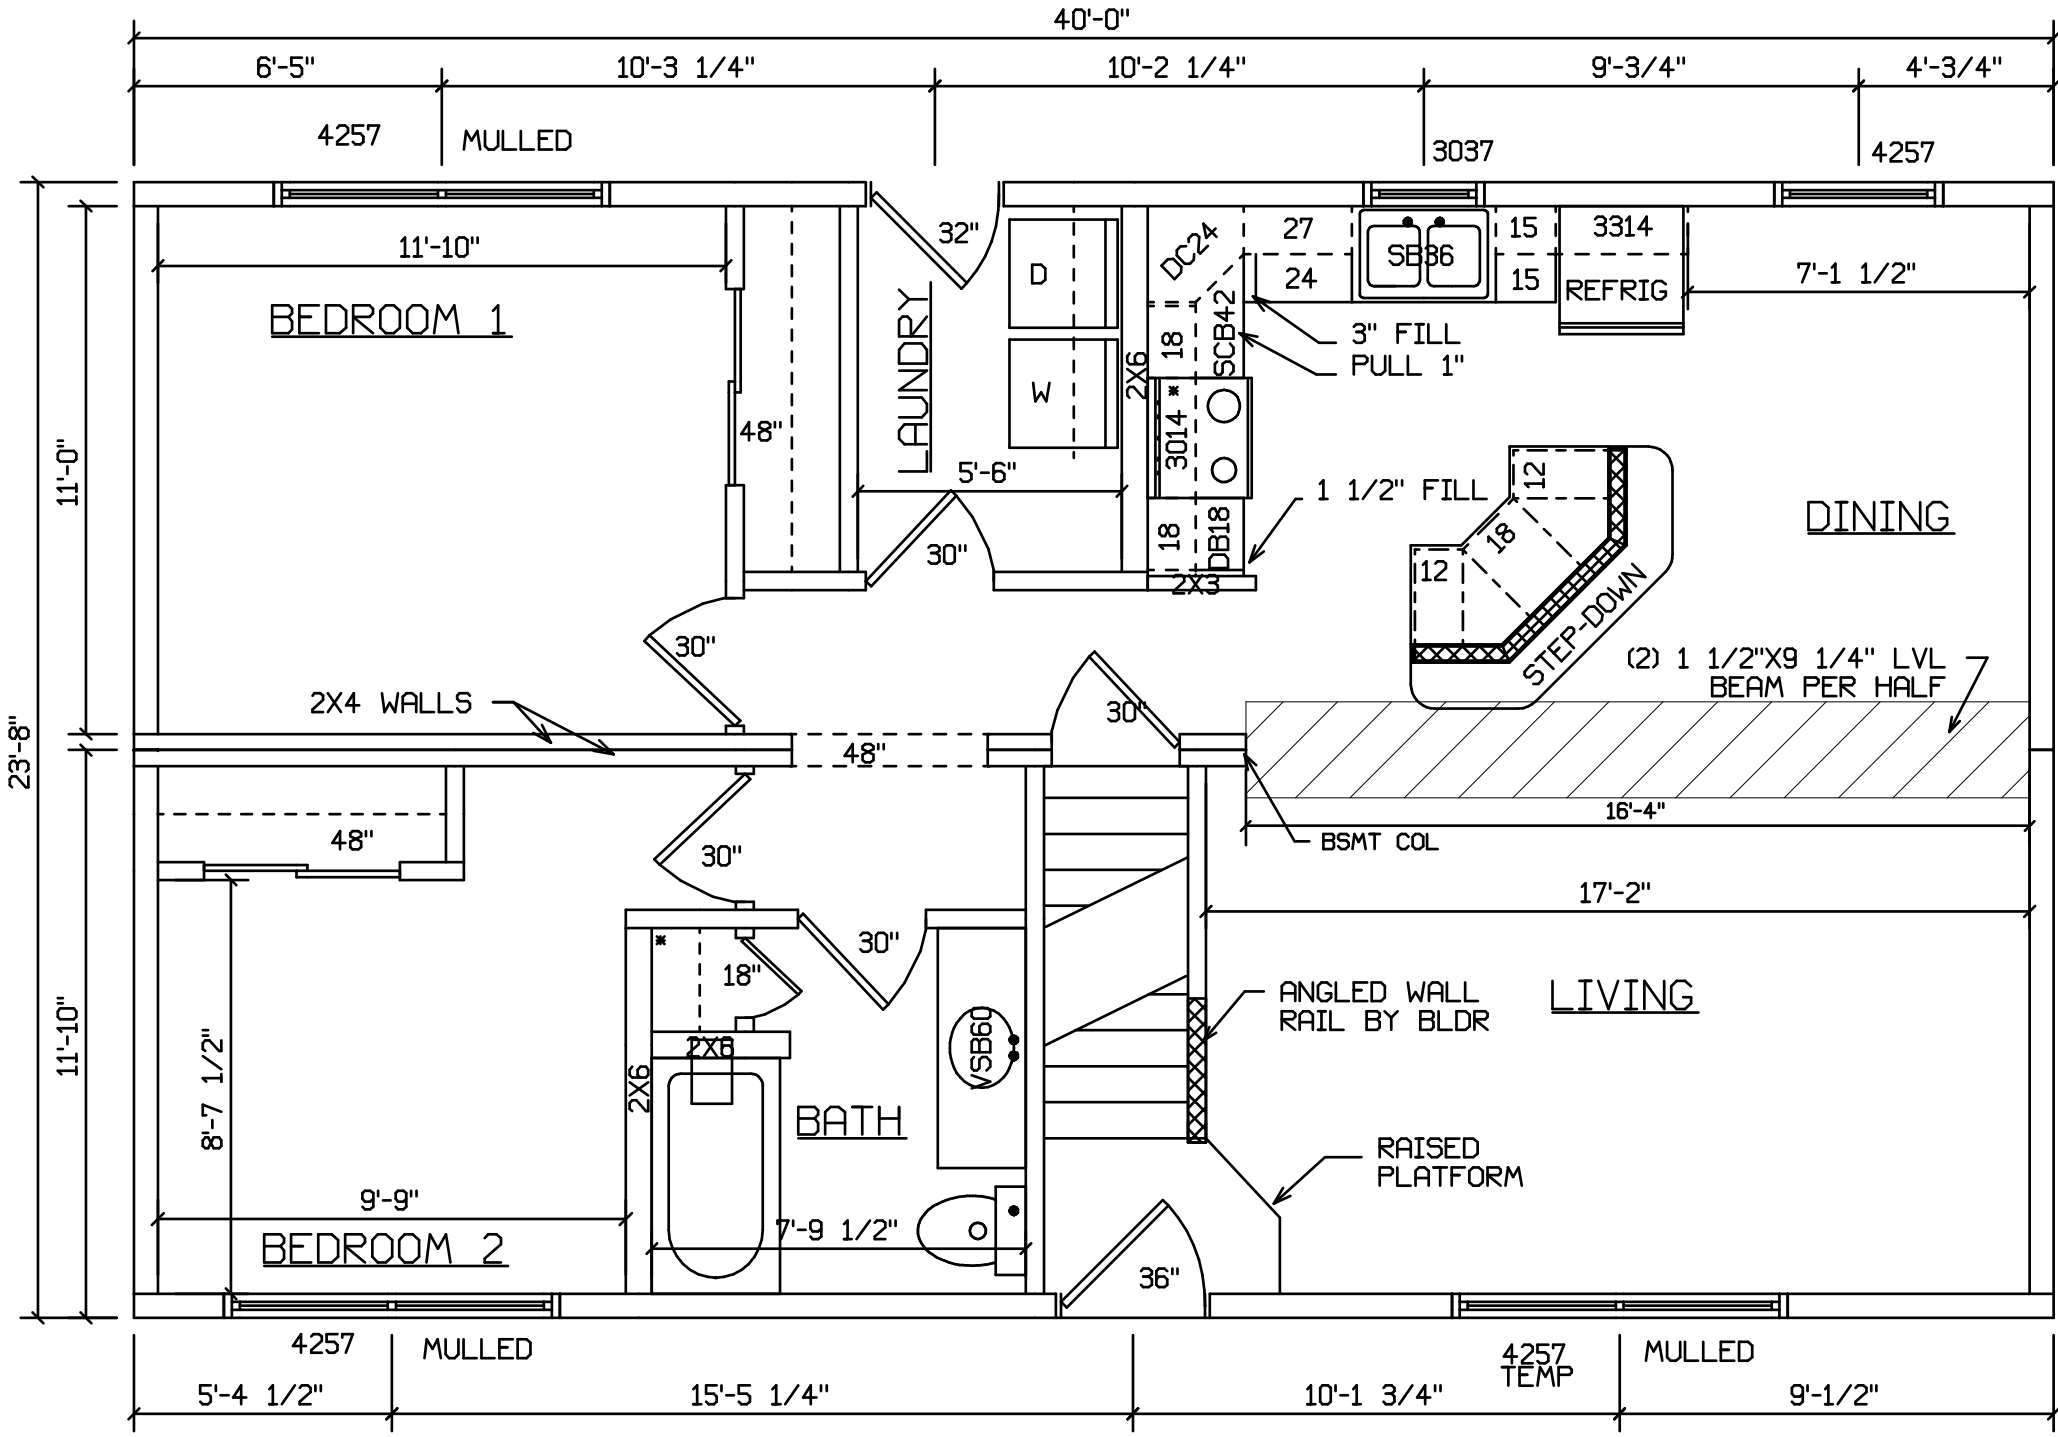 40'-0"
6'-5"
10'-3 1/4"
10'-2 1/4"
9'-3/4"
4'-3/4"
4257
MULLED
3037
4257
11'-10"
BEDROOM 1
48"
32"
D
W
LAUNDRY
5'-6"
30"
2X6
DC24
27
24
SB36
15
15
3314
REFRIG
7'-1 1/2"
SCB42
18
3" FILL
PULL 1"
*
3014
18
DB18
2X3
1 1/2" FILL
12
18
12
STEP-DOWN
DINING
(2) 1 1/2"X9 1/4" LVL
BEAM PER HALF
11'-0"
23'-8"
11'-10"
30"
2X4 WALLS
48"
30"
16'-4"
BSMT COL
48"
30"
17'-2"
30"
*
18"
2X6
2X6
VSB60
BATH
ANGLED WALL
RAIL BY BLDR
LIVING
8'-7 1/2"
RAISED
PLATFORM
9'-9"
BEDROOM 2
7'-9 1/2"
36"
4257
MULLED
4257
TEMP
MULLED
5'-4 1/2"
15'-5 1/4"
10'-1 3/4"
9'-1/2"